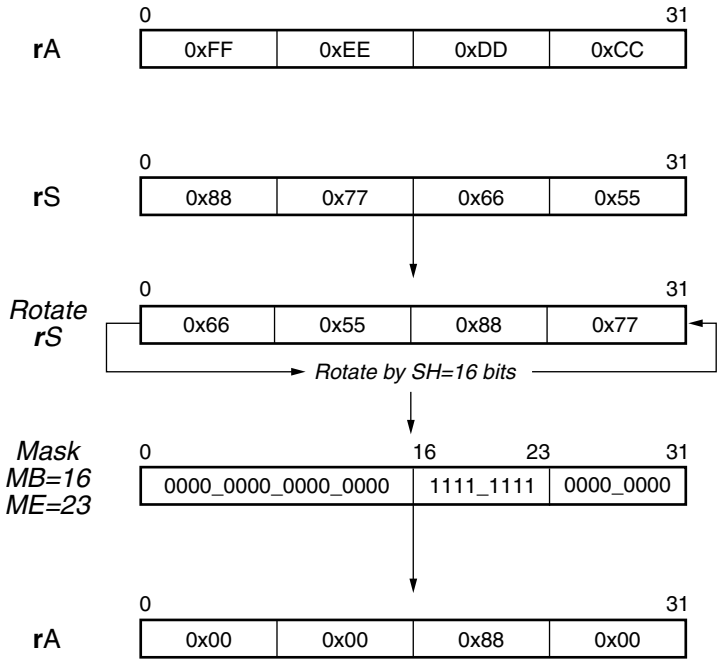 0 31
rA 0xFF 0xEE 0xDD 0xCC
0 31
rS 0x88 0x77 0x66 0x55
0 31
Rotate
rS
0x66 0x55 0x88 0x77
Rotate by SH=16 bits
Mask
MB=16
ME=23
0 16 23 31
0000_0000_0000_0000 1111_1111 0000_0000
0 31
rA 0x00 0x00 0x88 0x00